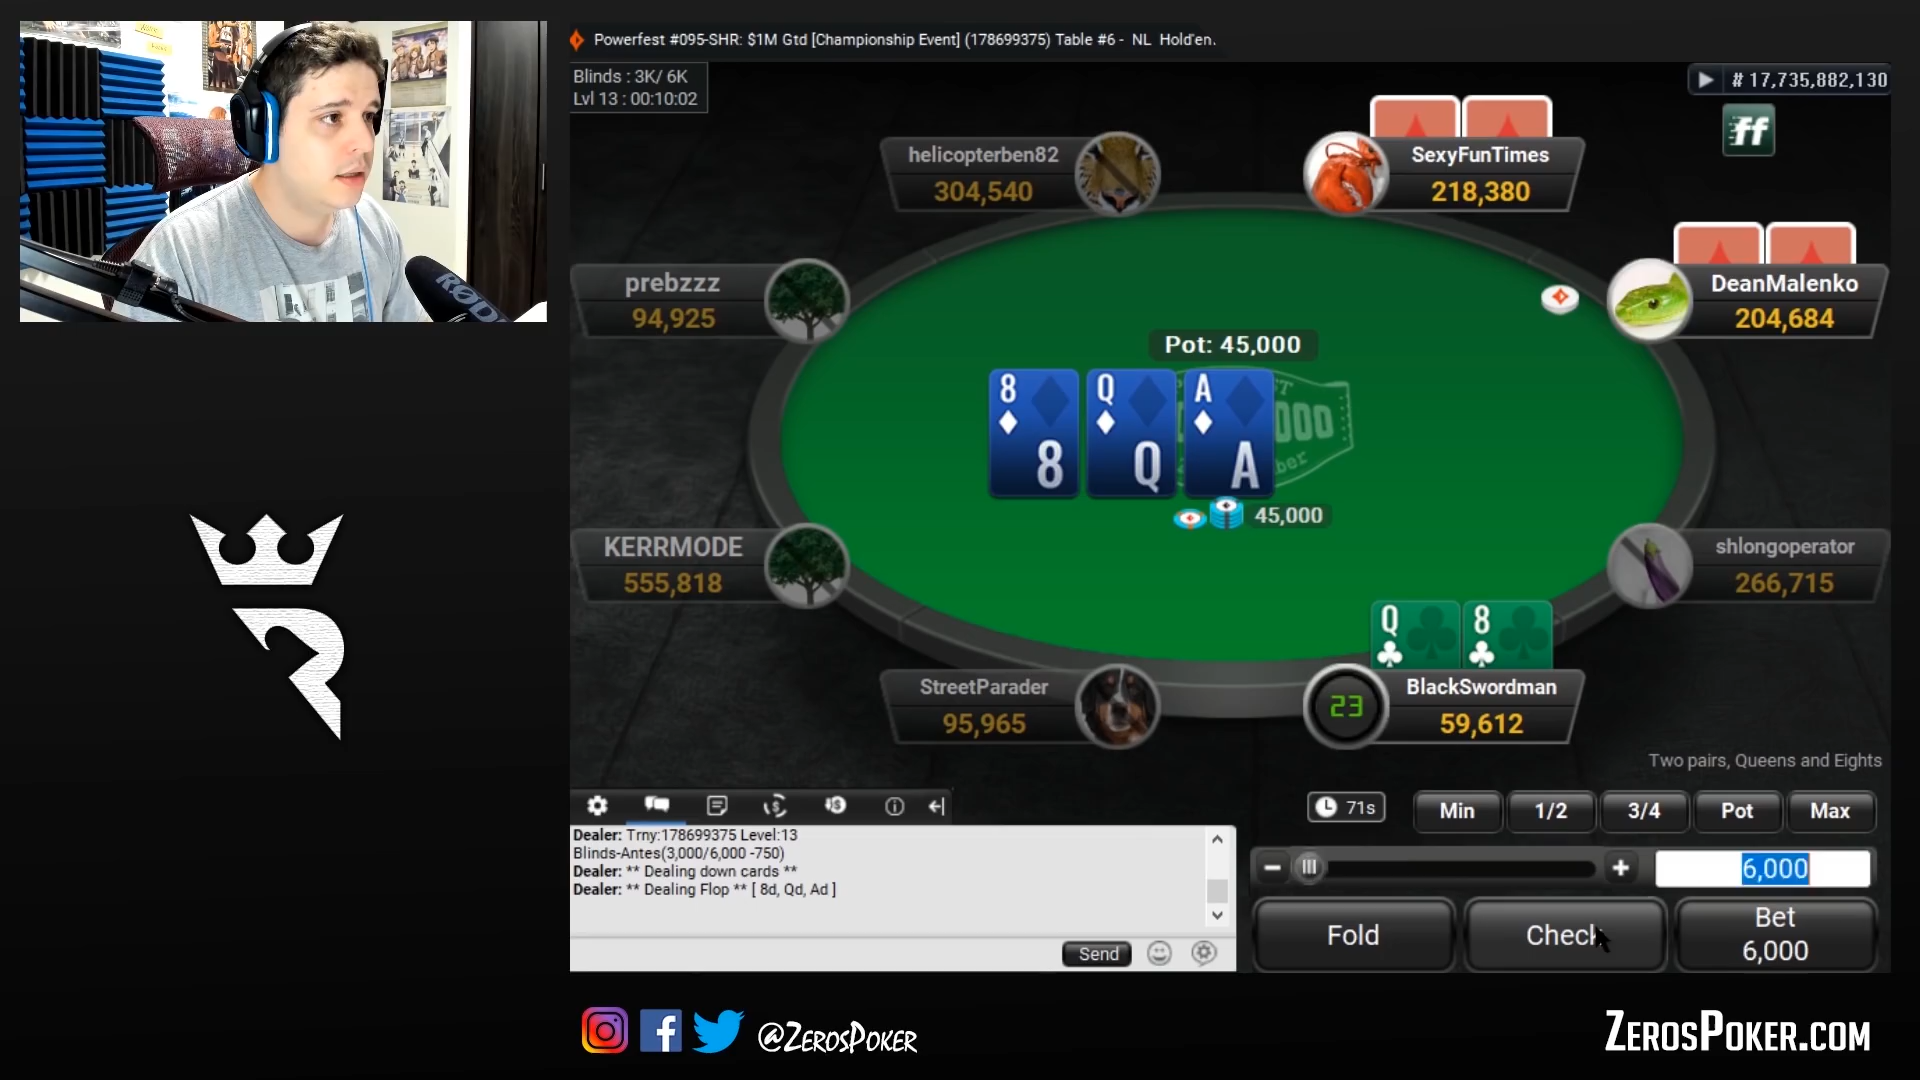 Powerfest #095-SHR: $1M Gtd [Championship Event] (178699375) Table #6 - NL Hold'en.
Blinds : 3K/ 6K
Lvl 13 : 00:10:02
# 17,735,882,130
ff
helicopterben82
304,540
SexyFunTimes
218,380
prebzzz
94,925
DeanMalenko
204,684
Pot: 45,000
8 Q A
8 Q A
45,000
KERRMODE
555,818
shlongoperator
266,715
Q 8
StreetParader
95,965
23
BlackSwordman
59,612
Two pairs, Queens and Eights
71s
Min 1/2 3/4 Pot Max
Dealer: Trny:178699375 Level:13
Blinds-Antes(3,000/6,000 -750)
Dealer: ** Dealing down cards **
Dealer: ** Dealing Flop ** [ 8d, Qd, Ad ]
6,000
Send
Fold
Check
Bet
6,000
RØDE
@ZEROSPOKER
ZEROSPOKER.COM